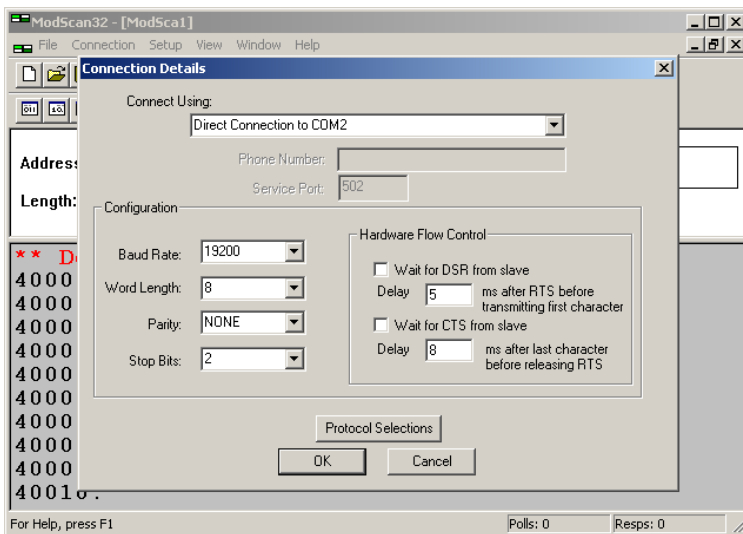 ModScan32 - [ModSca1]
File Connection Setup View Window Help
Connection Details
Connect Using:
Direct Connection to COM2
Phone Number:
Service Port: 502
Address
Length:
Configuration
Baud Rate: 19200
Word Length: 8
Parity: NONE
Stop Bits: 2
Hardware Flow Control
Wait for DSR from slave
Delay 5 ms after RTS before
transmitting first character
Wait for CTS from slave
Delay 8 ms after last character
before releasing RTS
Protocol Selections
OK Cancel
** D
4000
4000
4000
4000
4000
4000
4000
4000
4000
40010:
For Help, press F1
Polls: 0 Resps: 0